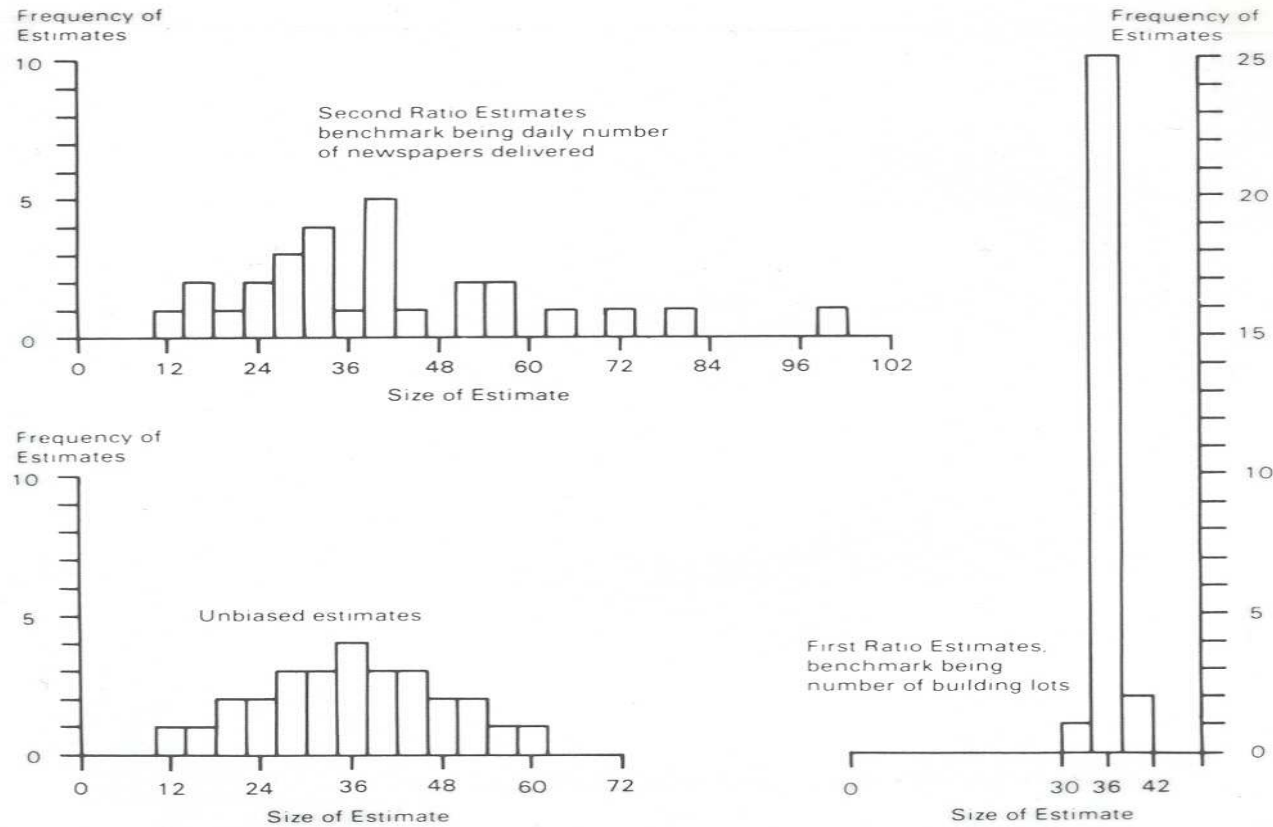 Frequency of
Estimates
10
5
0
Second Ratio Estimates
benchmark being daily number
of newspapers delivered
0 12 24 36 48 60 72 84 96 102
Size of Estimate
Frequency of
Estimates
10
5
0
Unbiased estimates
0 12 24 36 48 60 72
Size of Estimate
Frequency of
Estimates
25
20
15
10
5
0
First Ratio Estimates,
benchmark being
number of building lots
0 30 36 42
Size of Estimate